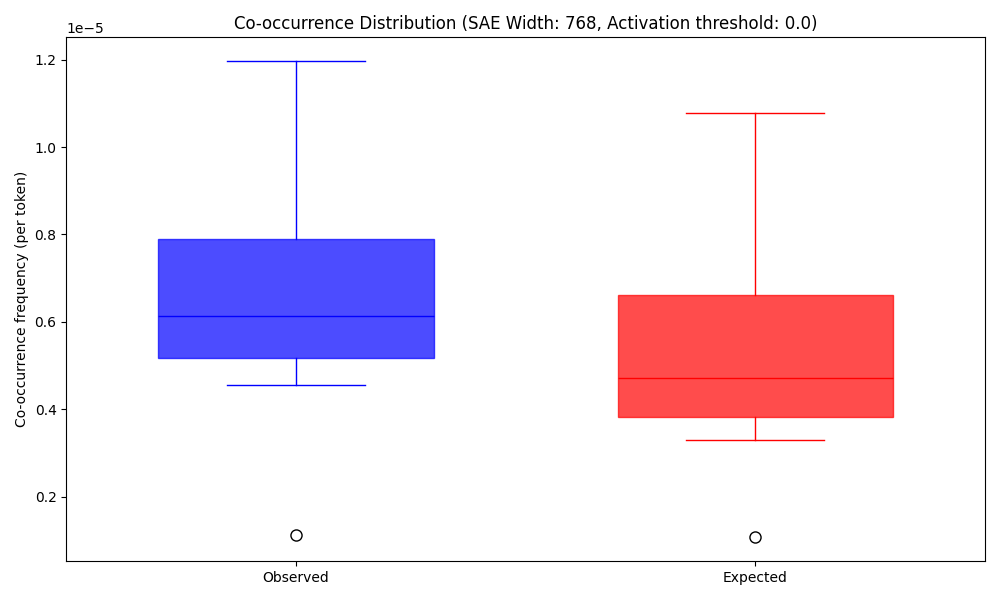 Co-occurrence Distribution (SAE Width: 768, Activation threshold: 0.0)
1e−5
1.2
1.0
0.8
0.6
0.4
0.2
Co-occurrence frequency (per token)
Observed
Expected